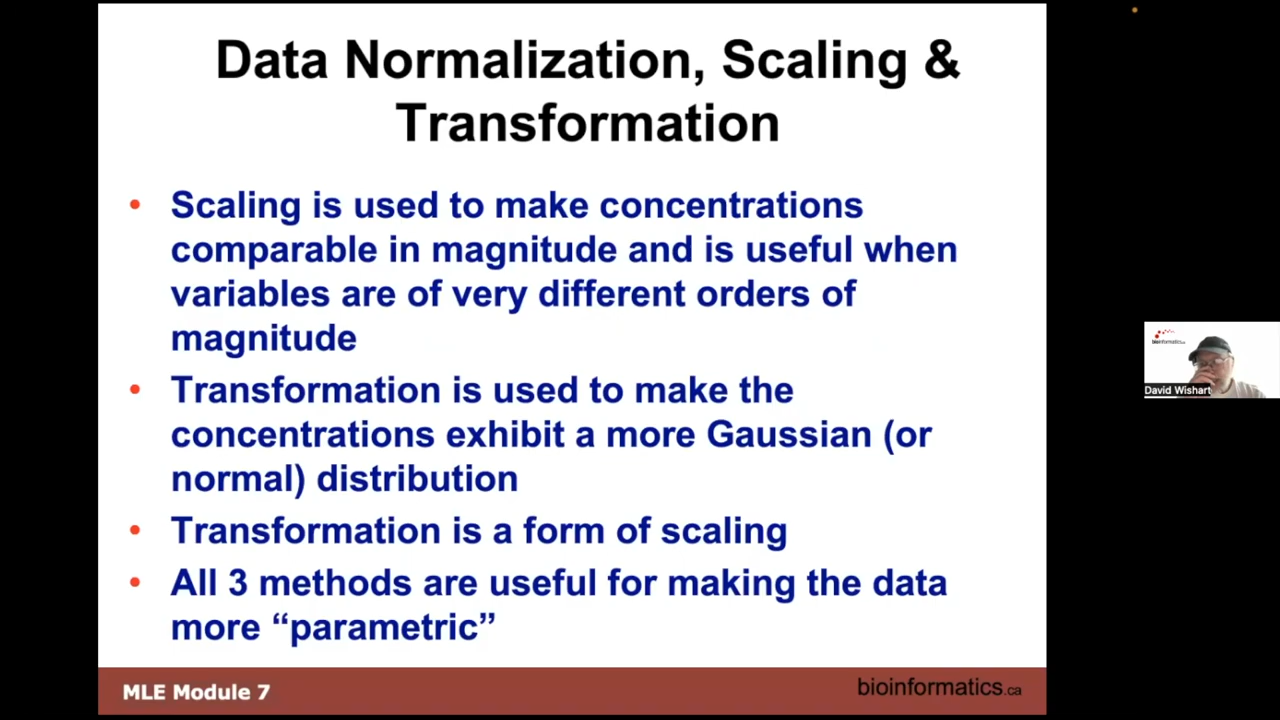 Data Normalization, Scaling &
Transformation
• Scaling is used to make concentrations
comparable in magnitude and is useful when
variables are of very different orders of
magnitude
• Transformation is used to make the
concentrations exhibit a more Gaussian (or
normal) distribution
• Transformation is a form of scaling
• All 3 methods are useful for making the data
more “parametric”
MLE Module 7
bioinformatics.ca
bioinformatics.ca
David Wishart